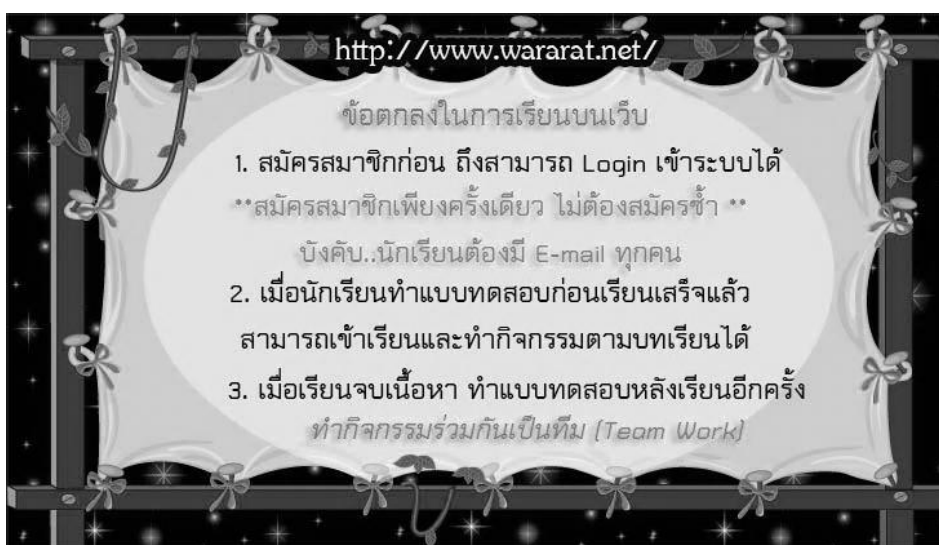 http://www.wararat.net/
ข้อตกลงในการเรียนบนเว็บ
1. สมัครสมาชิกก่อน ถึงสามารถ Login เข้าระบบได้
**สมัครสมาชิกเพียงครั้งเดียว ไม่ต้องสมัครซ้ำ **
บังคับ..นักเรียนต้องมี E-mail ทุกคน
2. เมื่อนักเรียนทำแบบทดสอบก่อนเรียนเสร็จแล้ว
สามารถเข้าเรียนและทำกิจกรรมตามบทเรียนได้
3. เมื่อเรียนจบเนื้อหา ทำแบบทดสอบหลังเรียนอีกครั้ง
ทำกิจกรรมร่วมกันเป็นทีม (Team Work)